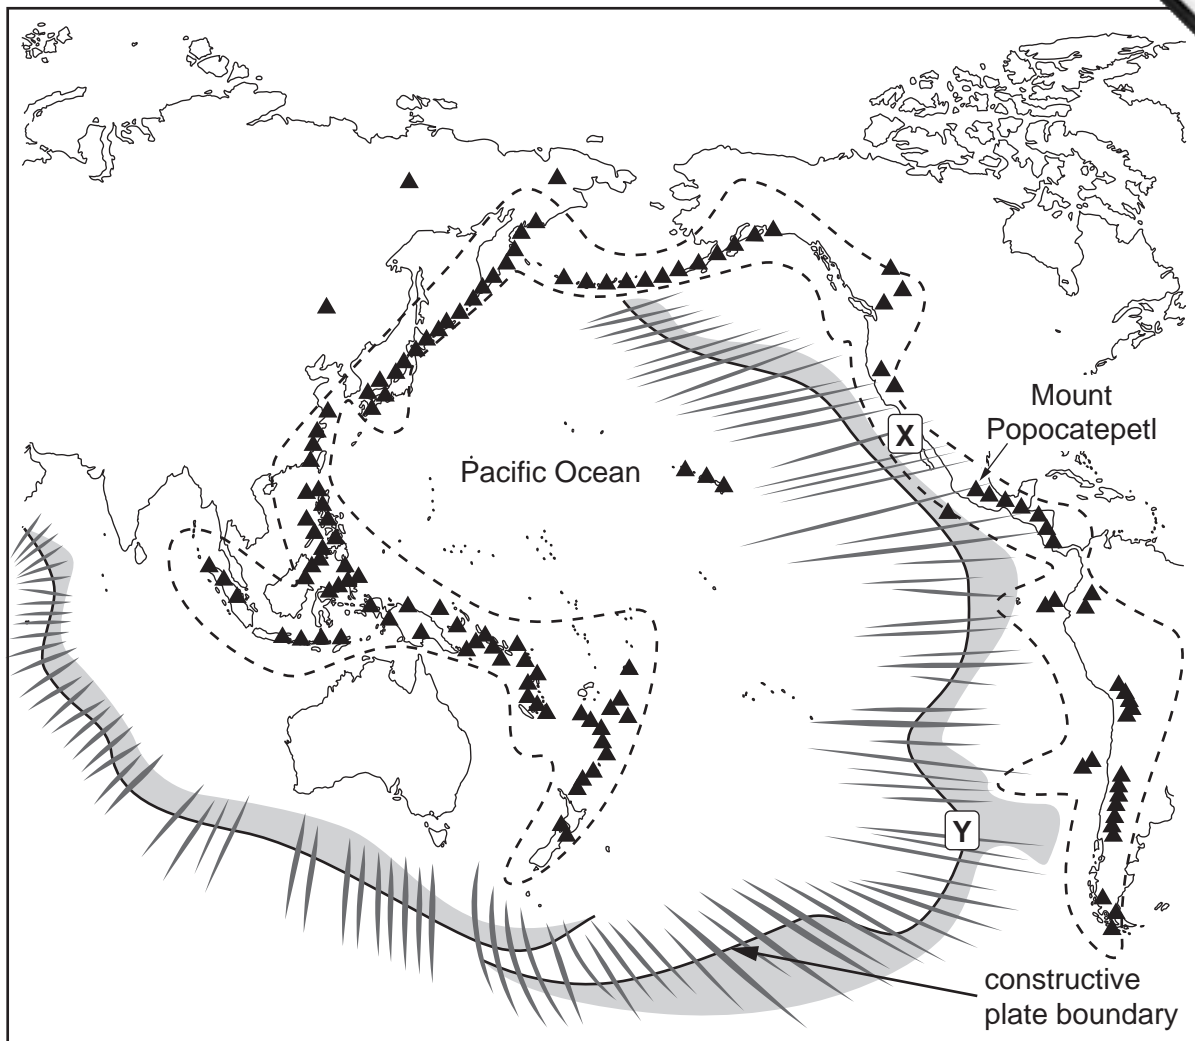 Mount
Popocatepetl
X
Pacific Ocean
Y
constructive
plate boundary